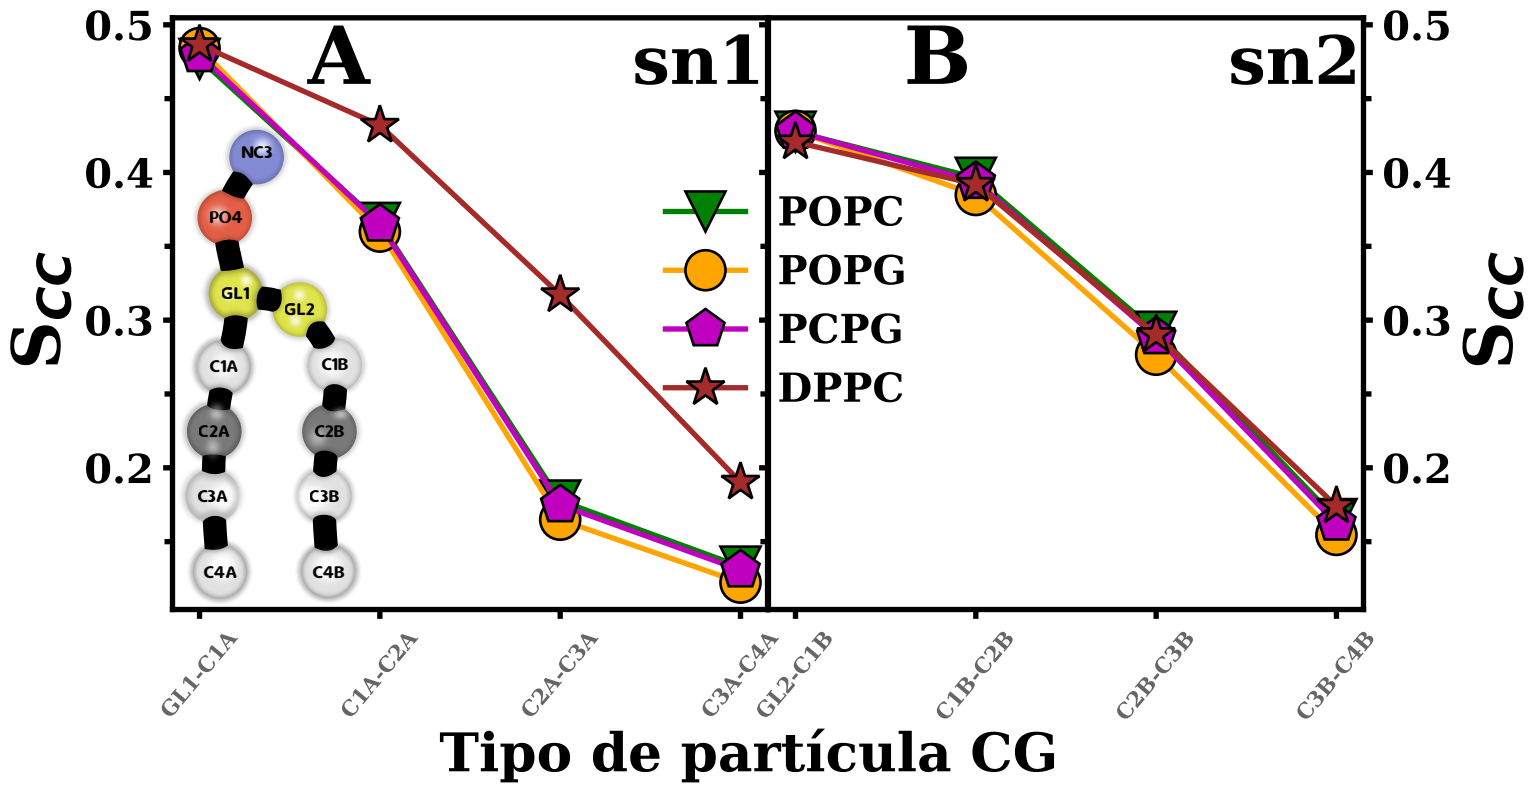 A
sn1
B
sn2
0.5
0.4
0.3
0.2
Scc
0.5
0.4
0.3
0.2
Scc
NC3
PO4
GL1
GL2
C1A
C1B
C2A
C2B
C3A
C3B
C4A
C4B
POPC
POPG
PCPG
DPPC
GL1-C1A
C1A-C2A
C2A-C3A
C3A-C4A
GL2-C1B
C1B-C2B
C2B-C3B
C3B-C4B
Tipo de partícula CG